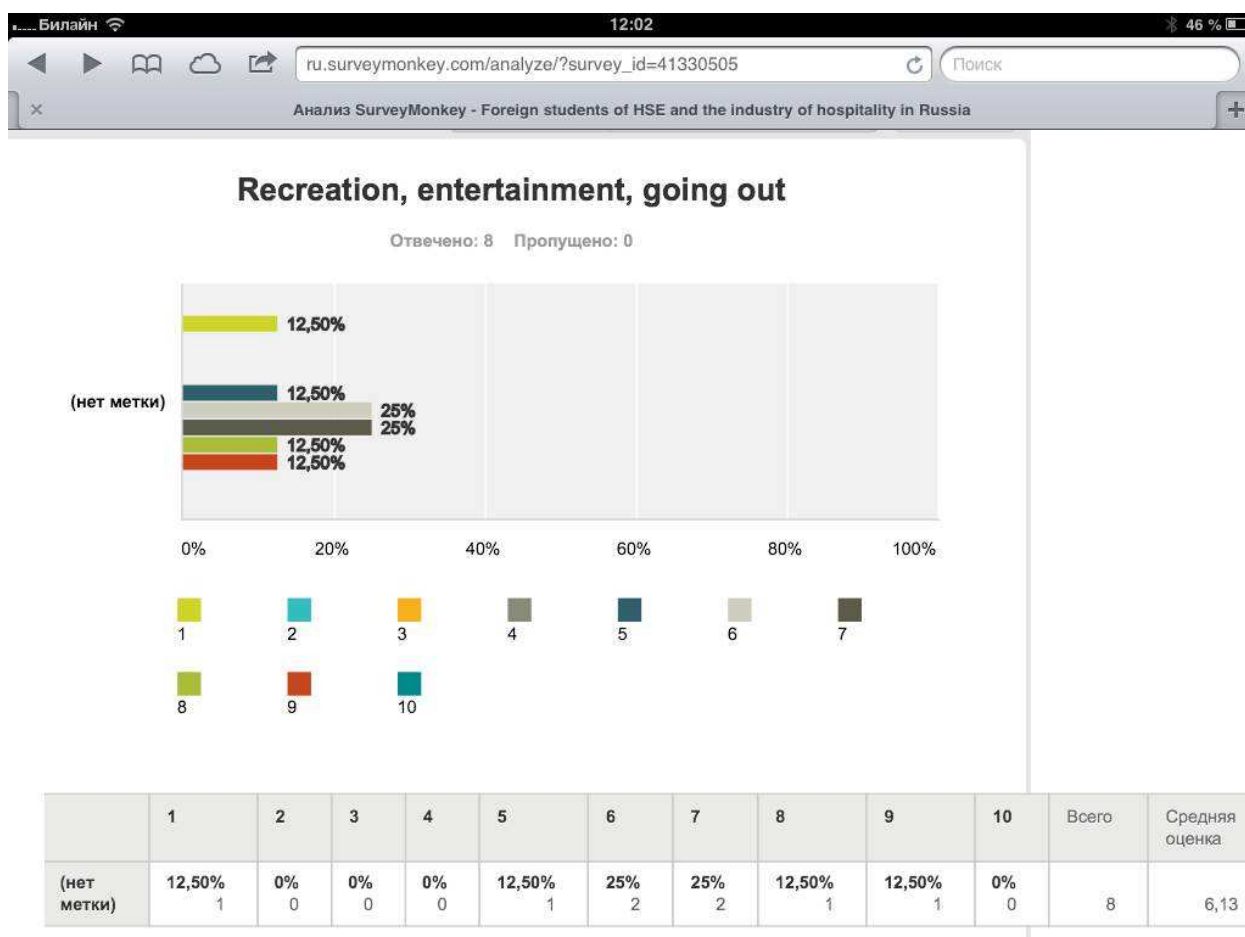 Билайн 12:02 46 %
ru.surveymonkey.com/analyze/?survey_id=41330505 Поиск
Анализ SurveyMonkey - Foreign students of HSE and the industry of hospitality in Russia
Recreation, entertainment, going out
Отвечено: 8 Пропущено: 0
12,50%
12,50%
(нет метки)
25%
25%
12,50%
12,50%
0% 20% 40% 60% 80% 100%
1 2 3 4 5 6 7
8 9 10
1 2 3 4 5 6 7 8 9 10 Всего Средняя
оценка
(нет 12,50% 0% 0% 0% 12,50% 25% 25% 12,50% 12,50% 0%
метки) 1 0 0 0 1 2 2 1 1 0 8 6,13